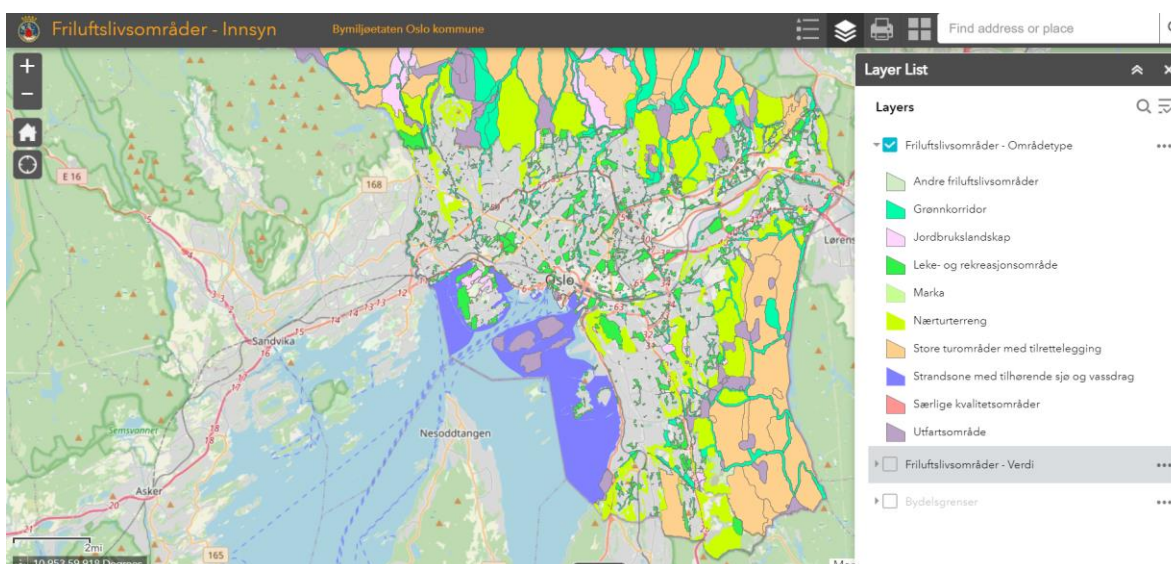 Friluftslivsområder - Innsyn
Bymiljøetaten Oslo kommune
Find address or place
Layer List
Layers
Friluftslivsområder - Områdetype
Andre friluftslivsområder
Grønnkorridor
Jordbrukslandskap
Leke- og rekreasjonsområde
Marka
Nærturterreng
Store turområder med tilrettelegging
Strandsone med tilhørende sjø og vassdrag
Særlige kvalitetsområder
Utfartsområde
Friluftslivsområder - Verdi
Bydelsgrenser
E 16
168
Lørens
Oslo
Sandvika
Nesoddtangen
Semsvannet
Asker
165
2mi